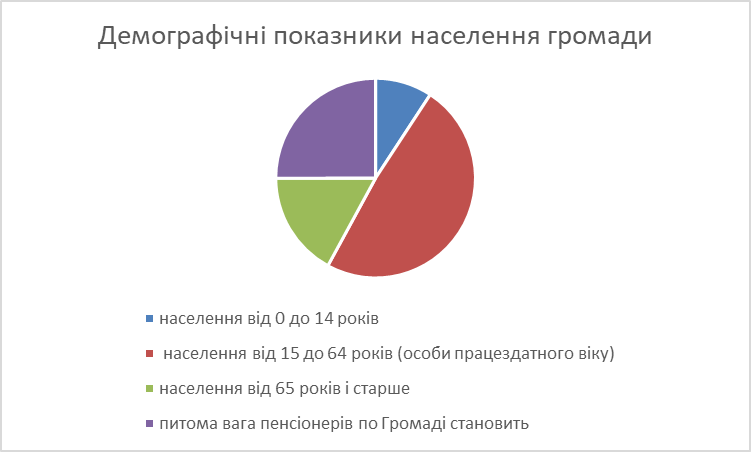 Демографічні показники населення громади
населення від 0 до 14 років
населення від 15 до 64 років (особи працездатного віку)
населення від 65 років і старше
питома вага пенсіонерів по Громаді становить